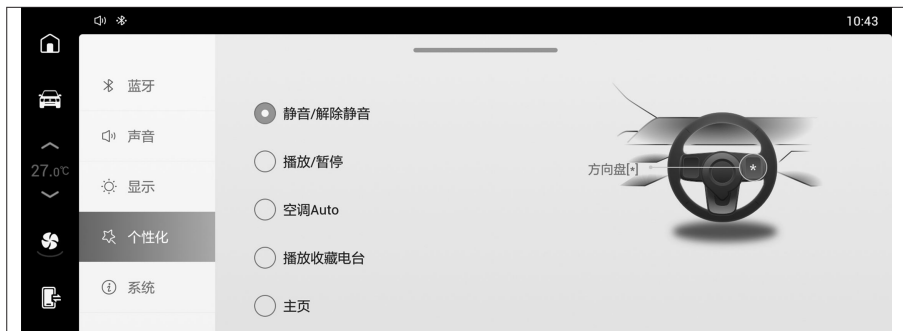 10:43
蓝牙
声音
27.0℃
显示
个性化
系统
静音/解除静音
播放/暂停
空调Auto
播放收藏电台
主页
方向盘[*]
*